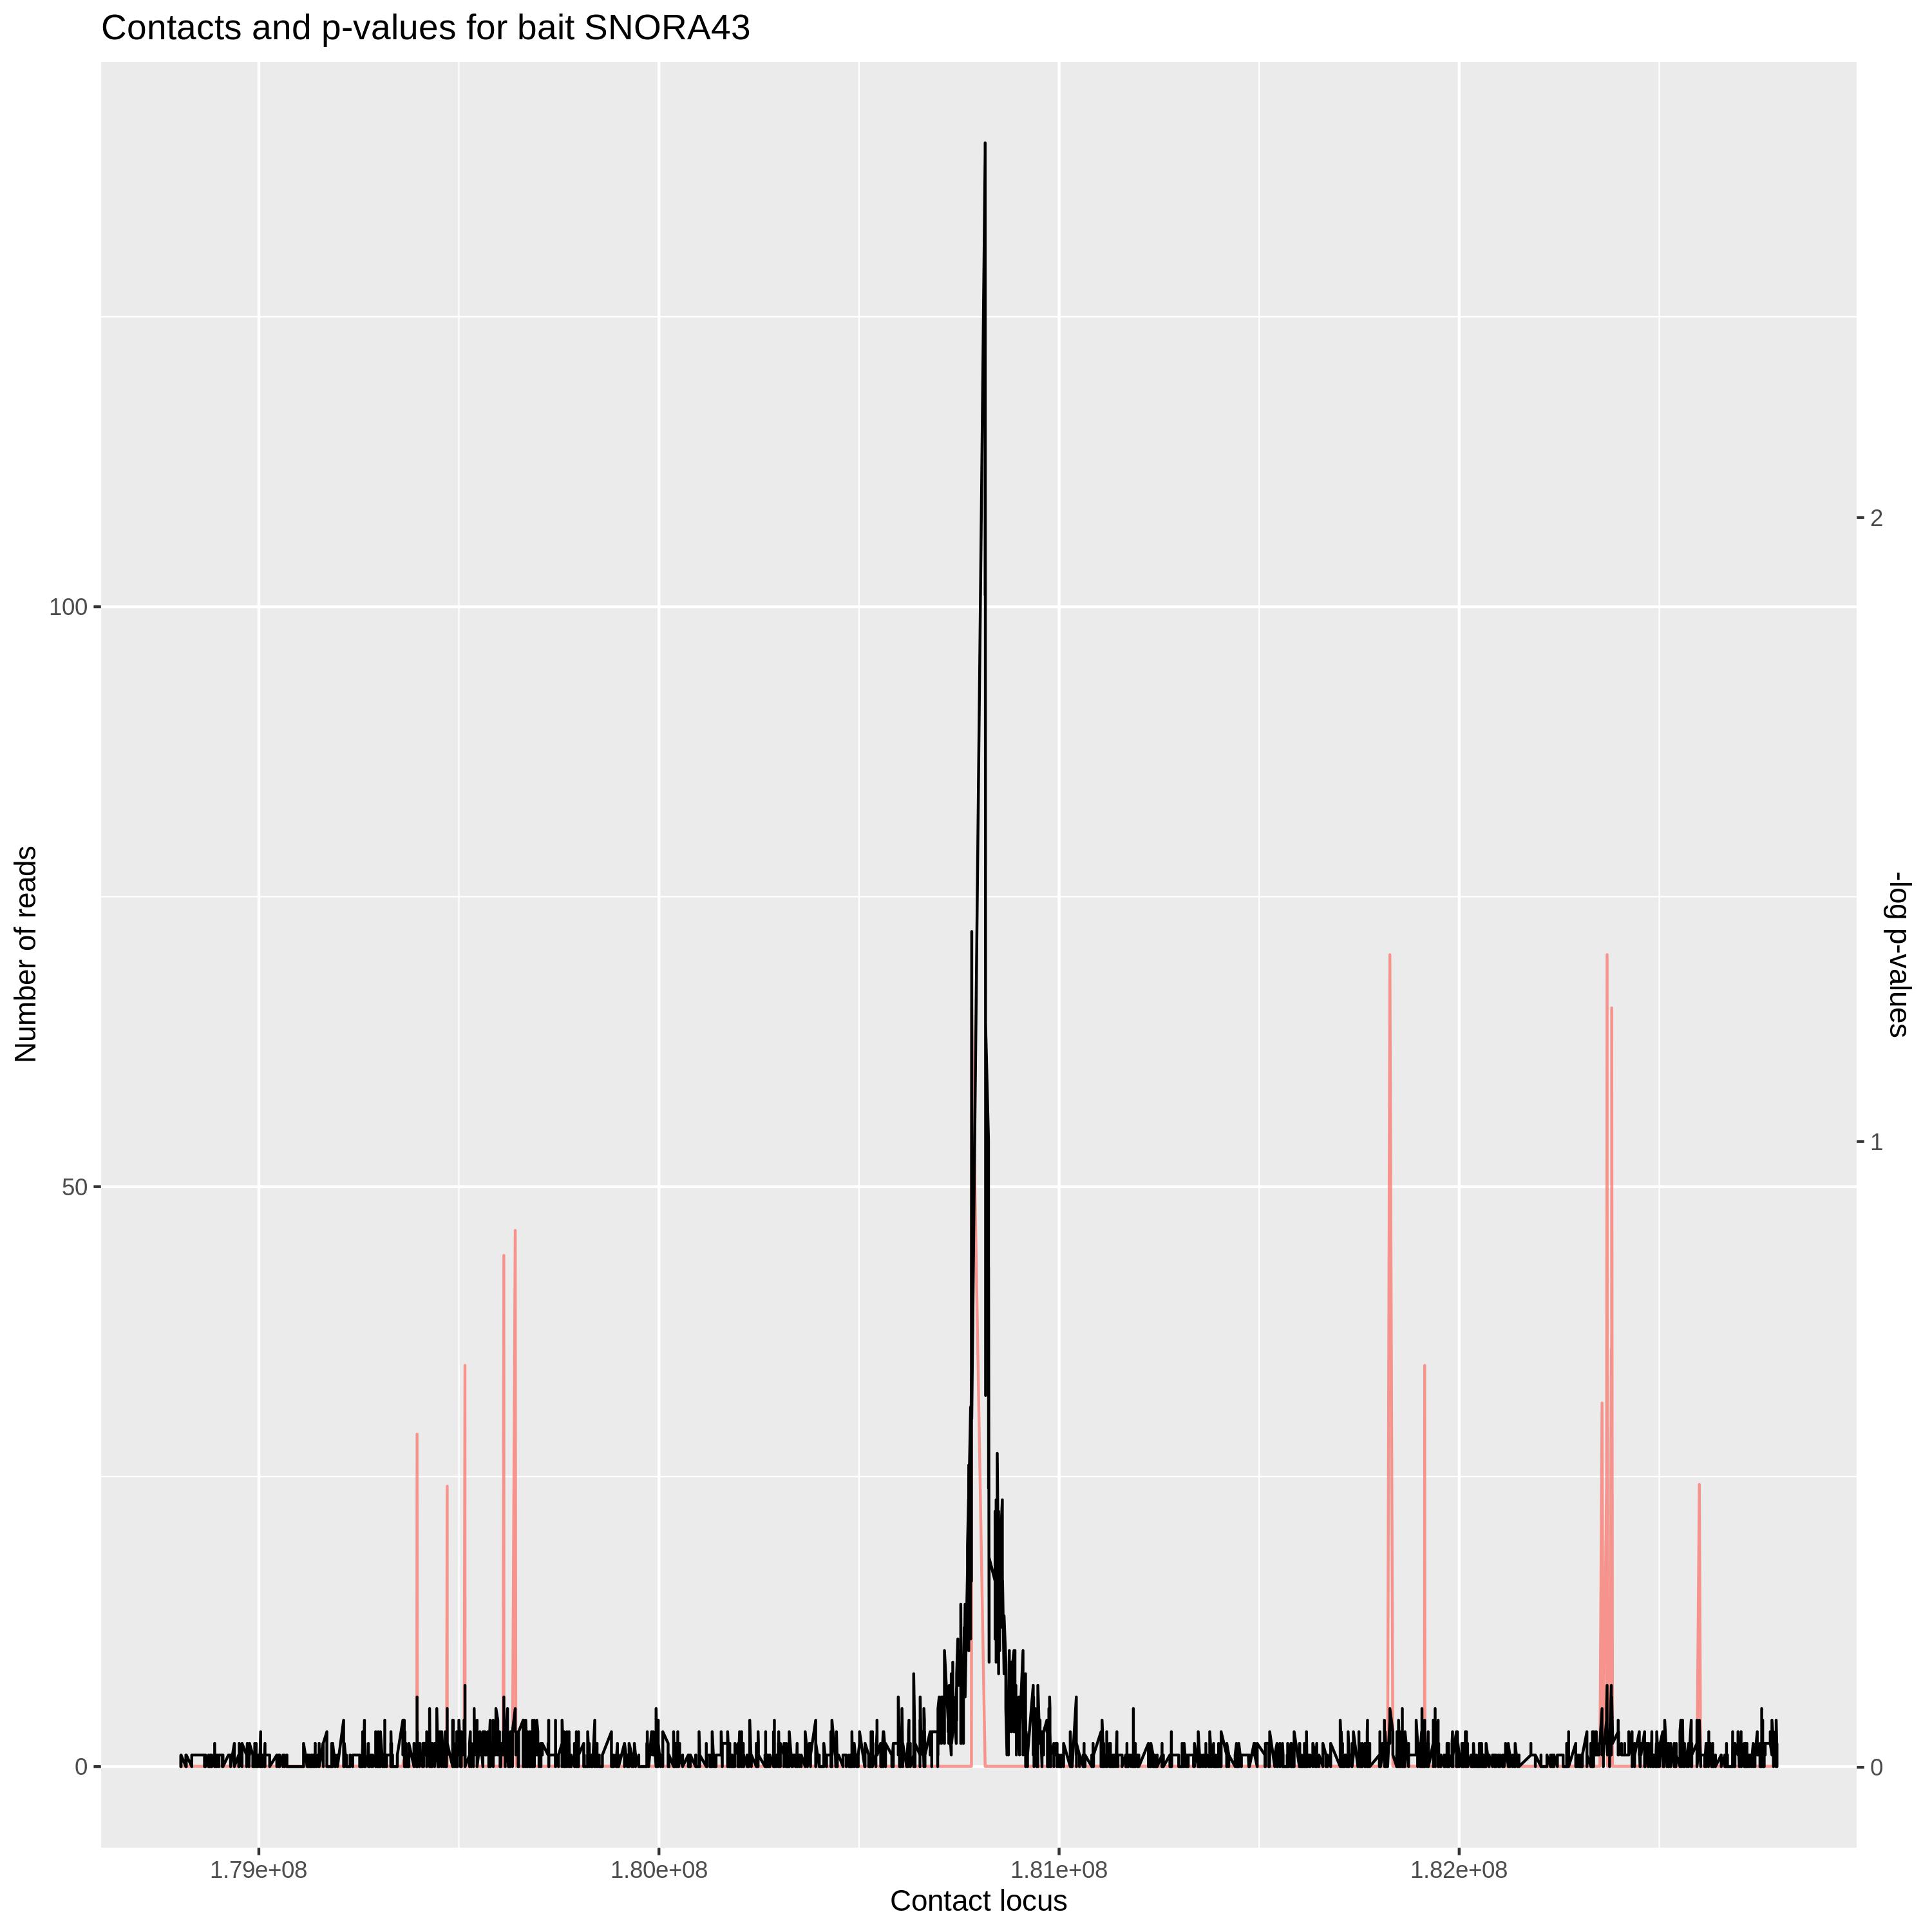 Contacts and p-values for bait SNORA43
Number of reads
100
50
0
2
1
0
-log p-values
1.79e+08 1.80e+08 1.81e+08 1.82e+08
Contact locus